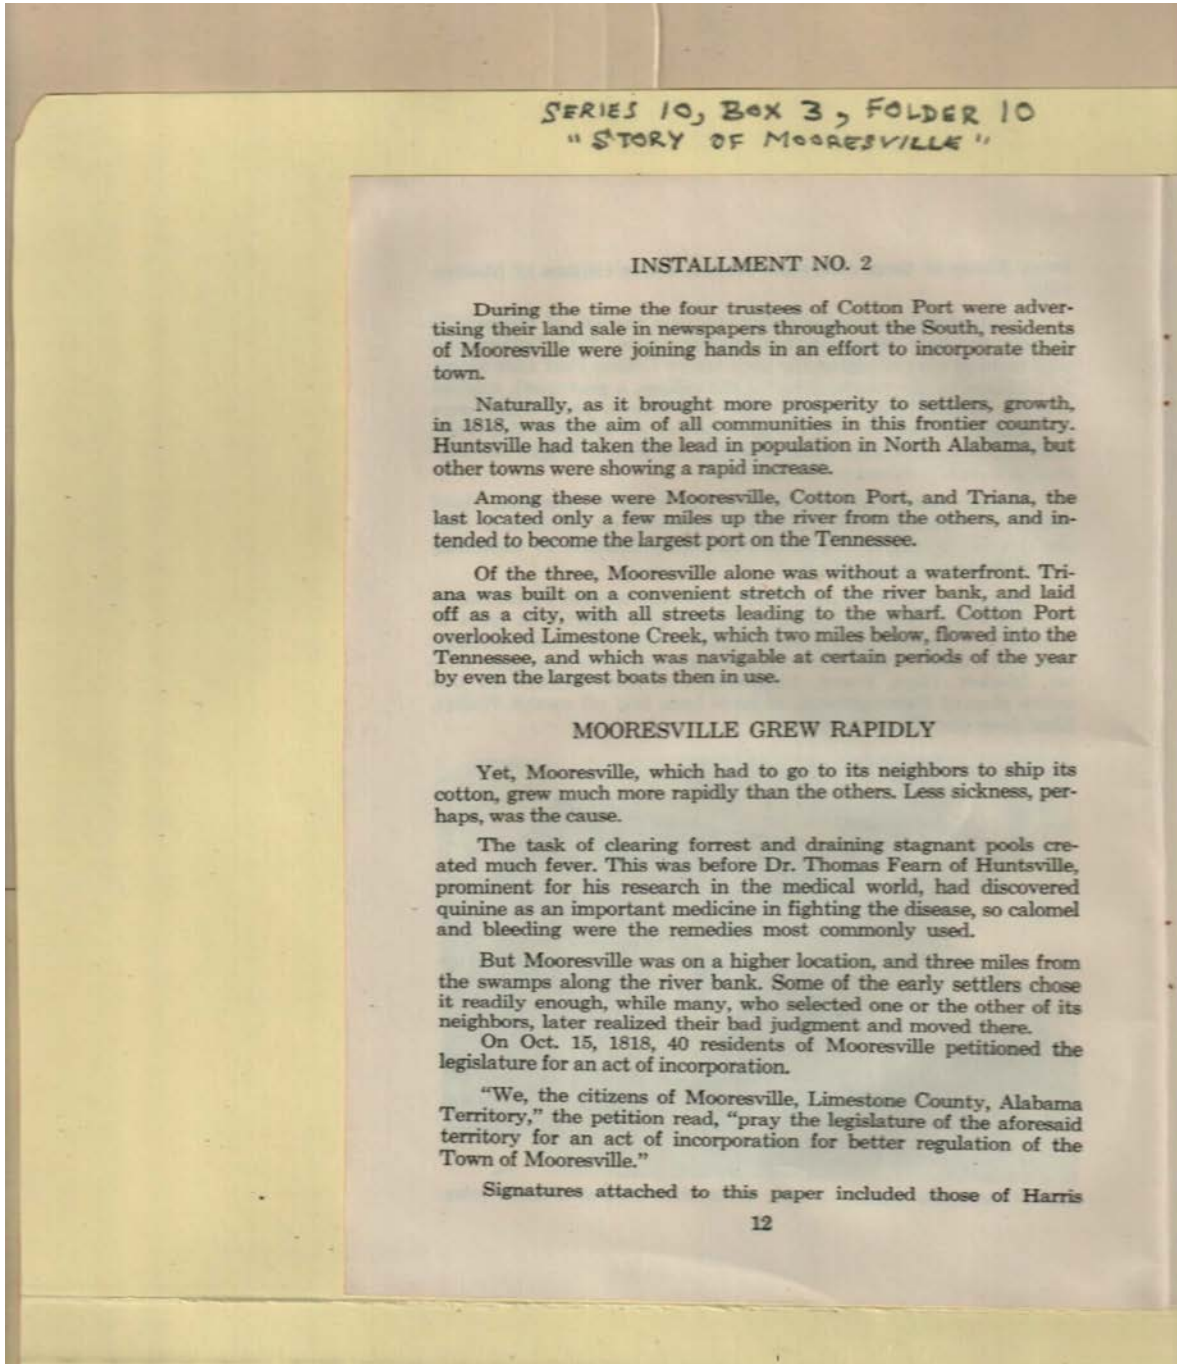 SERIES 10, BOX 3, FOLDER 10
"STORY OF MOORESVILLE"
INSTALLMENT NO. 2
During the time the four trustees of Cotton Port were adver-
tising their land sale in newspapers throughout the South, residents
of Mooresville were joining hands in an effort to incorporate their
town.
Naturally, as it brought more prosperity to settlers, growth,
in 1818, was the aim of all communities in this frontier country.
Huntsville had taken the lead in population in North Alabama, but
other towns were showing a rapid increase.
Among these were Mooresville, Cotton Port, and Triana, the
last located only a few miles up the river from the others, and in-
tended to become the largest port on the Tennessee.
Of the three, Mooresville alone was without a waterfront. Tri-
ana was built on a convenient stretch of the river bank, and laid
off as a city, with all streets leading to the wharf. Cotton Port
overlooked Limestone Creek, which two miles below, flowed into the
Tennessee, and which was navigable at certain periods of the year
by even the largest boats then in use.
MOORESVILLE GREW RAPIDLY
Yet, Mooresville, which had to go to its neighbors to ship its
cotton, grew much more rapidly than the others. Less sickness, per-
haps, was the cause.
The task of clearing forrest and draining stagnant pools cre-
ated much fever. This was before Dr. Thomas Fearn of Huntsville,
prominent for his research in the medical world, had discovered
quinine as an important medicine in fighting the disease, so calomel
and bleeding were the remedies most commonly used.
But Mooresville was on a higher location, and three miles from
the swamps along the river bank. Some of the early settlers chose
it readily enough, while many, who selected one or the other of its
neighbors, later realized their bad judgment and moved there.
On Oct. 15, 1818, 40 residents of Mooresville petitioned the
legislature for an act of incorporation.
"We, the citizens of Mooresville, Limestone County, Alabama
Territory," the petition read, "pray the legislature of the aforesaid
territory for an act of incorporation for better regulation of the
Town of Mooresville."
Signatures attached to this paper included those of Harris
12